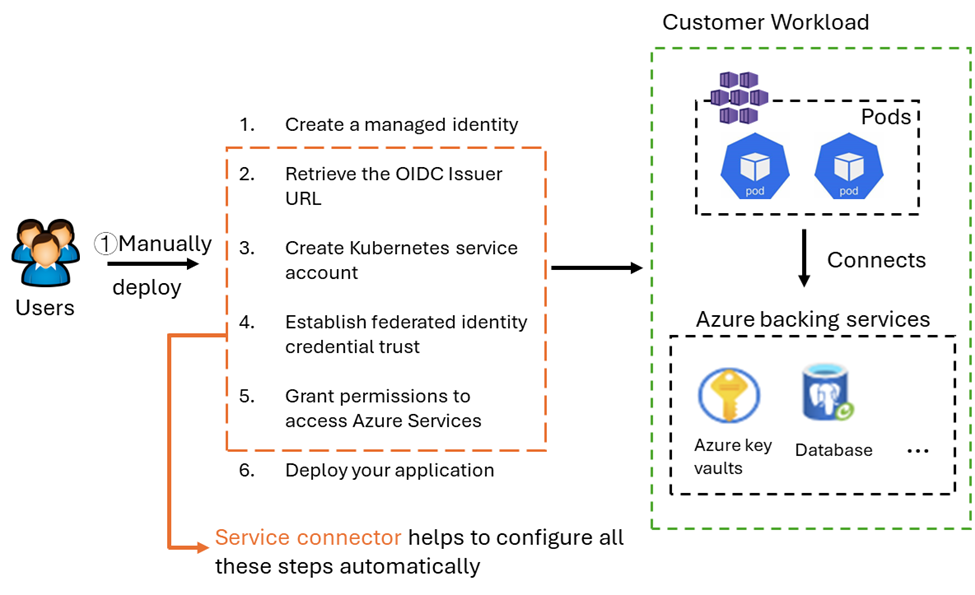 Customer Workload
Pods
pod
pod
1. Create a managed identity
2. Retrieve the OIDC Issuer
URL
3. Create Kubernetes service
account
4. Establish federated identity
credential trust
5. Grant permissions to
access Azure Services
6. Deploy your application
①Manually
deploy
Users
Connects
Azure backing services
Azure key
vaults
Database
...
Service connector helps to configure all
these steps automatically